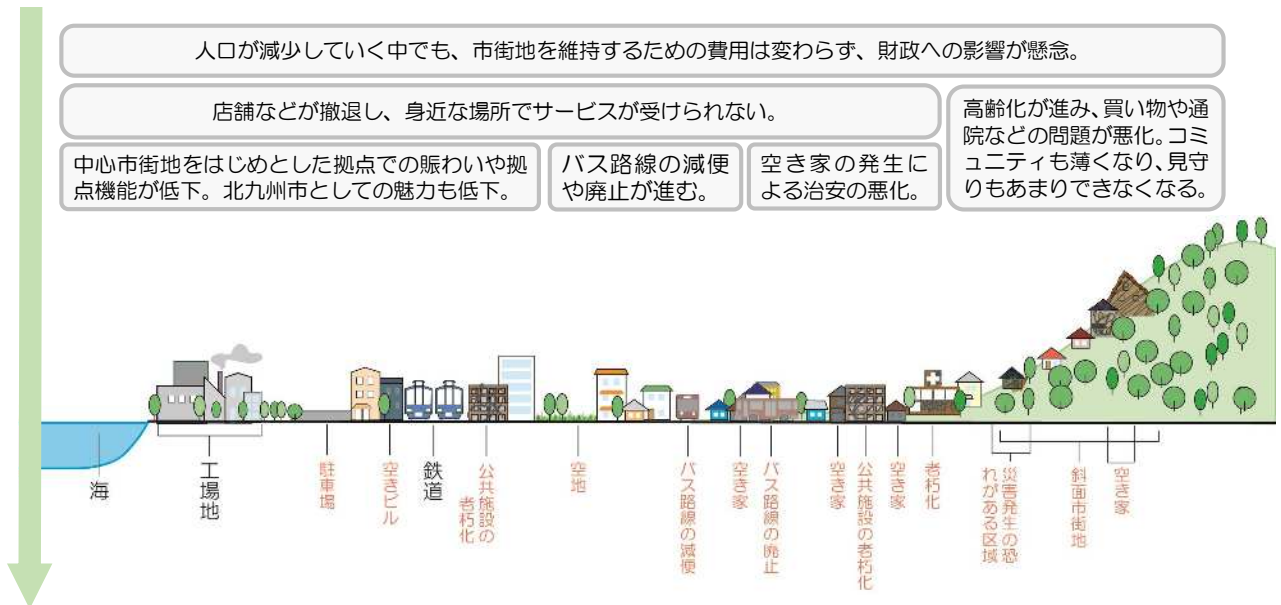 人口が減少していく中でも、市街地を維持するための費用は変わらず、財政への影響が懸念。
店舗などが撤退し、身近な場所でサービスが受けられない。
高齢化が進み、買い物や通
院などの問題が悪化。コミ
ュニティも薄くなり、見守
りもあまりできなくなる。
中心市街地をはじめとした拠点での賑わいや拠
点機能が低下。北九州市としての魅力も低下。
バス路線の減便
や廃止が進む。
空き家の発生に
よる治安の悪化。
海
工場地
駐車場
空きビル
鉄道
公共施設の
老朽化
空地
バス路線の減便
空き家
バス路線の廃止
空き家
公共施設の老朽化
空き家
老朽化
災害発生の恐
れがある区域
斜面市街地
空き家